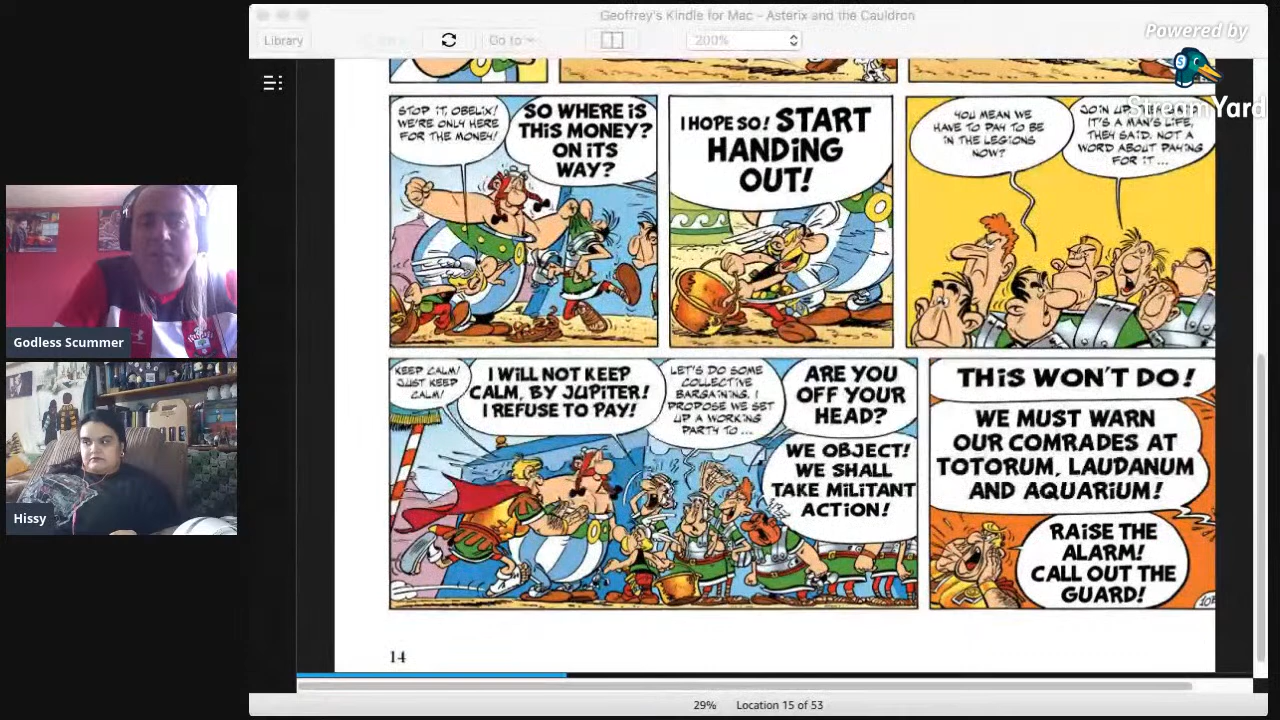 Geoffrey's Kindle for Mac - Asterix and the Cauldron
Library
Go to
200%
Powered by
StreamYard
STOP IT, OBELIX!
WE'RE ONLY HERE
FOR THE MONEY!
SO WHERE IS
THIS MONEY?
ON ITS
WAY?
I HOPE SO! START
HANDING
OUT!
YOU MEAN WE
HAVE TO PAY TO BE
IN THE LEGIONS
NOW?
JOIN UP, THEY
IT'S A MAN'S LIFE,
THEY SAID. NOT A
WORD ABOUT PAYING
FOR IT ...
KEEP CALM!
JUST KEEP
CALM!
I WILL NOT KEEP
CALM, BY JUPITER!
I REFUSE TO PAY!
LET'S DO SOME
COLLECTIVE
BARGAINING. I
PROPOSE WE SET
UP A WORKING
PARTY TO ...
ARE YOU
OFF YOUR
HEAD?
WE OBJECT!
WE SHALL
TAKE MILITANT
ACTION!
THIS WON'T DO!
WE MUST WARN
OUR COMRADES AT
TOTORUM, LAUDANUM
AND AQUARIUM!
RAISE THE
ALARM!
CALL OUT THE
GUARD!
14
29% Location 15 of 53
Godless Scummer
Hissy